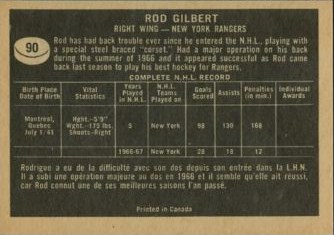 90
ROD GILBERT
RIGHT WING — NEW YORK RANGERS
Rod has had back trouble ever since he entered the N.H.L., playing with
a special steel braced "corset." Had a major operation on his back
during the summer of 1966 and it appeared successful as Rod came
back last season to play his best hockey for Rangers.
COMPLETE N.H.L. RECORD
Birth Place Date of Birth Vital Statistics Years Played in N.H.L. N.H.L. Teams Played on Goals Scored Assists Penalties (in min.) Individual Awards
Montreal, Quebec July 1/41 Hght.-5'9" Wght.-175 lbs Shoots-Right 5 New York 98 130 168
1966-67 New York 28 18 12
Rodrigue a eu de la difficulté avec son dos depuis son entrée dans la L.H.N.
Il a subi une opération majeure au dos en 1966 et il semble qu'elle ait réussi,
car Rod connut une de ses meilleures saisons l'an passé.
Printed in Canada